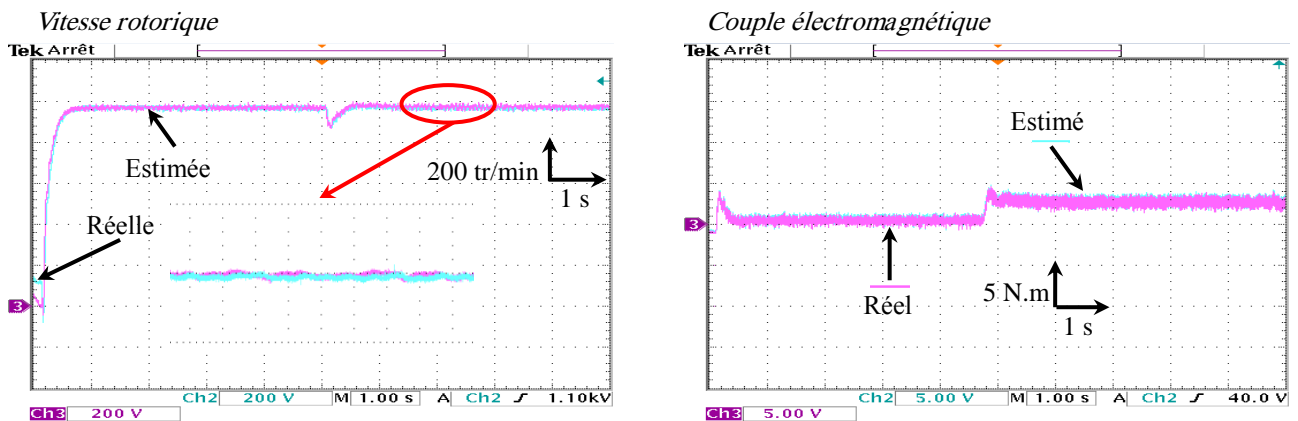 Vitesse rotorique
Tek Arrêt
Estimée
200 tr/min
1 s
Réelle
3
Ch2 200 V M 1.00 s A Ch2 1.10kV
Ch3 200 V
Couple électromagnétique
Tek Arrêt
Estimé
3
5 N.m
Réel
1 s
Ch2 5.00 V M 1.00 s A Ch2 40.0 V
Ch3 5.00 V